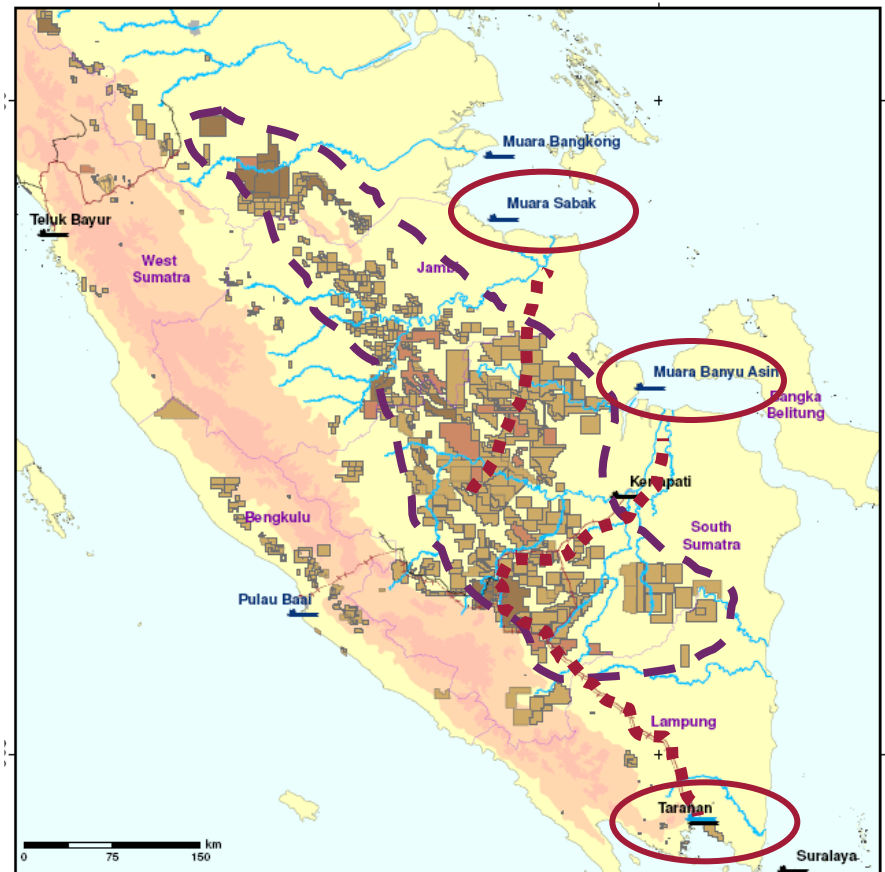 Muara Bangkong
Muara Sabak
Teluk Bayur
West
Sumatra
Jambi
Muara Banyu Asin
Bangka
Belitung
Kertapati
Bengkulu
South
Sumatra
Pulau Baai
Lampung
Tarahan
km
0 75 150
Suralaya